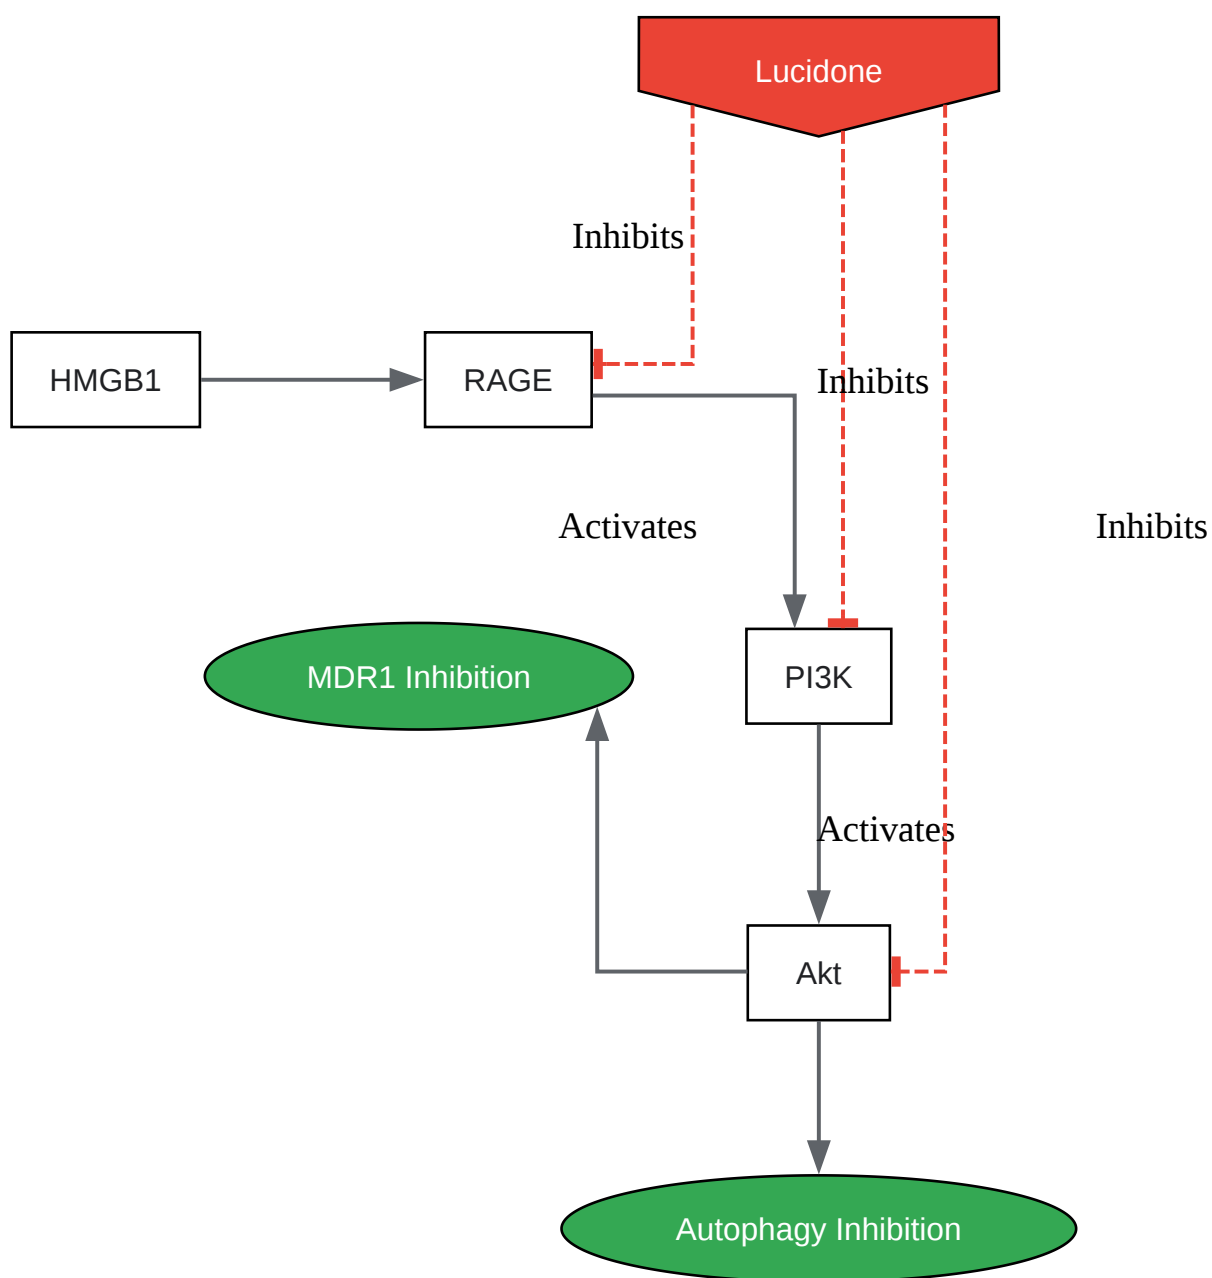 Lucidone
Inhibits
HMGB1
RAGE
Inhibits
Activates
Inhibits
MDR1 Inhibition
PI3K
Activates
Akt
Autophagy Inhibition